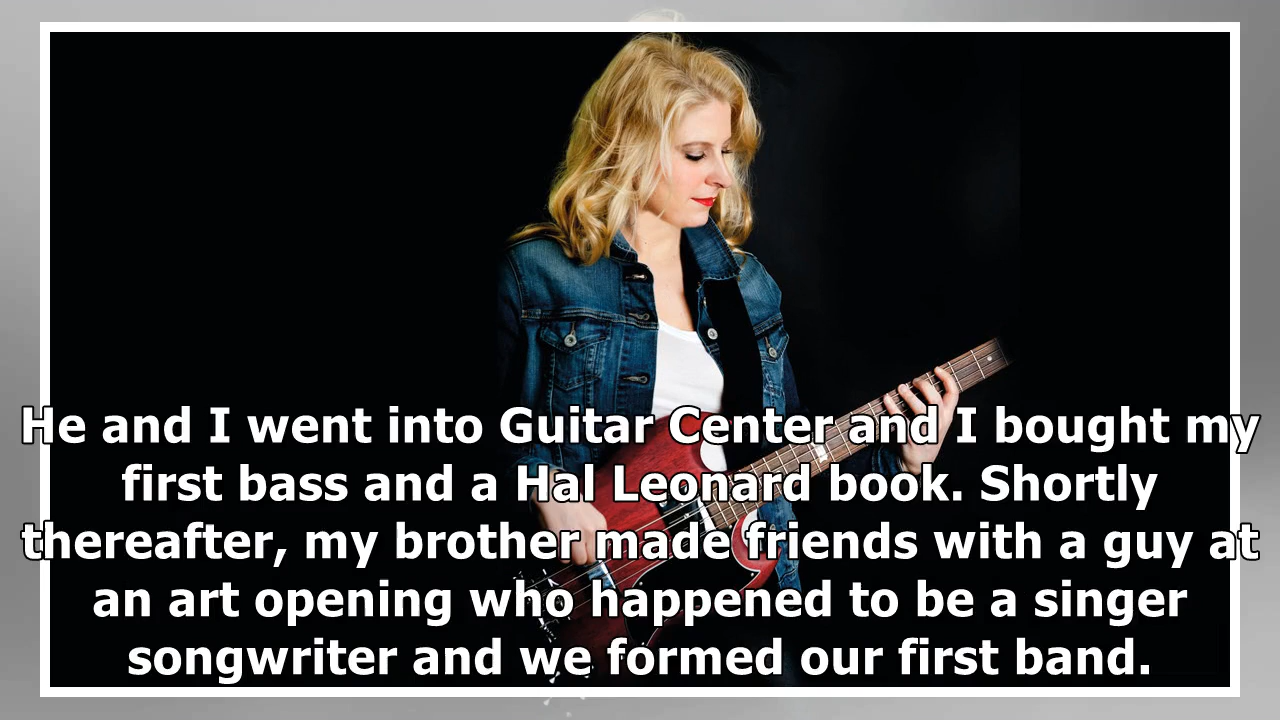 He and I went into Guitar Center and I bought my
first bass and a Hal Leonard book. Shortly
thereafter, my brother made friends with a guy at
an art opening who happened to be a singer
songwriter and we formed our first band.